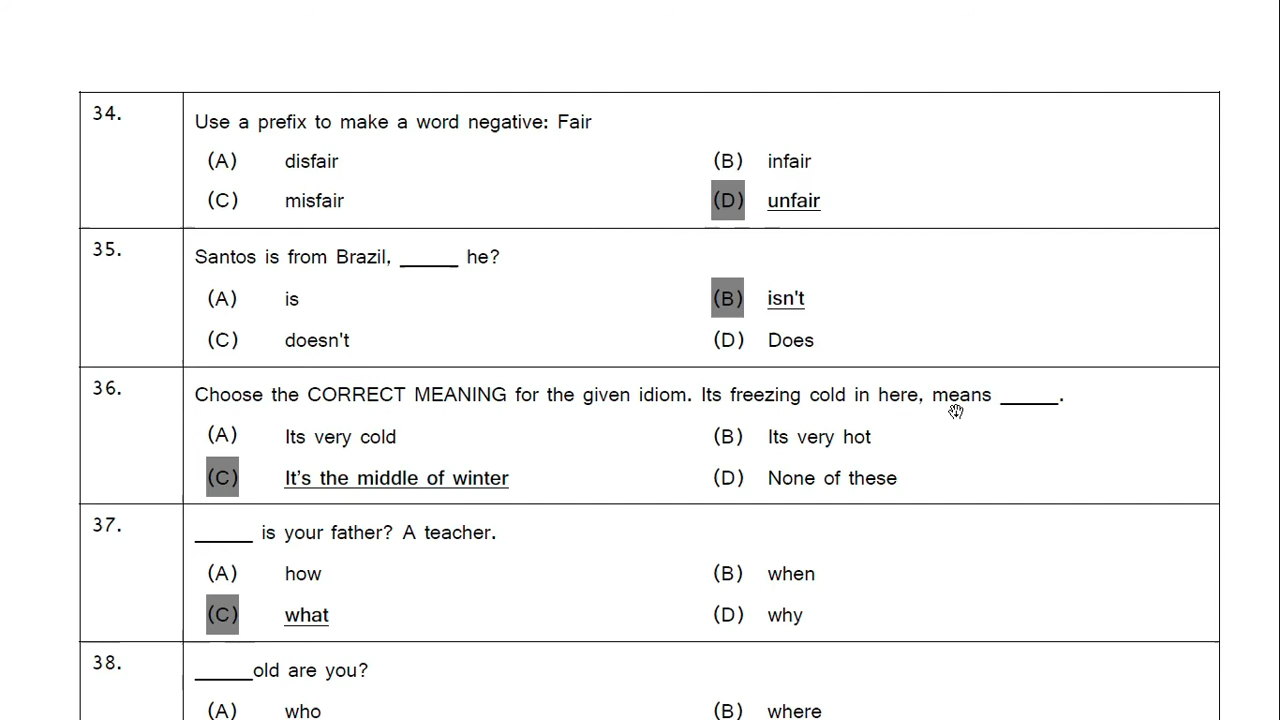 34.
Use a prefix to make a word negative: Fair
(A) disfair (B) infair
(C) misfair (D) unfair
35.
Santos is from Brazil, ______ he?
(A) is (B) isn't
(C) doesn't (D) Does
36.
Choose the CORRECT MEANING for the given idiom. Its freezing cold in here, means ______.
(A) Its very cold (B) Its very hot
(C) It’s the middle of winter (D) None of these
37.
______ is your father? A teacher.
(A) how (B) when
(C) what (D) why
38.
______old are you?
(A) who (B) where